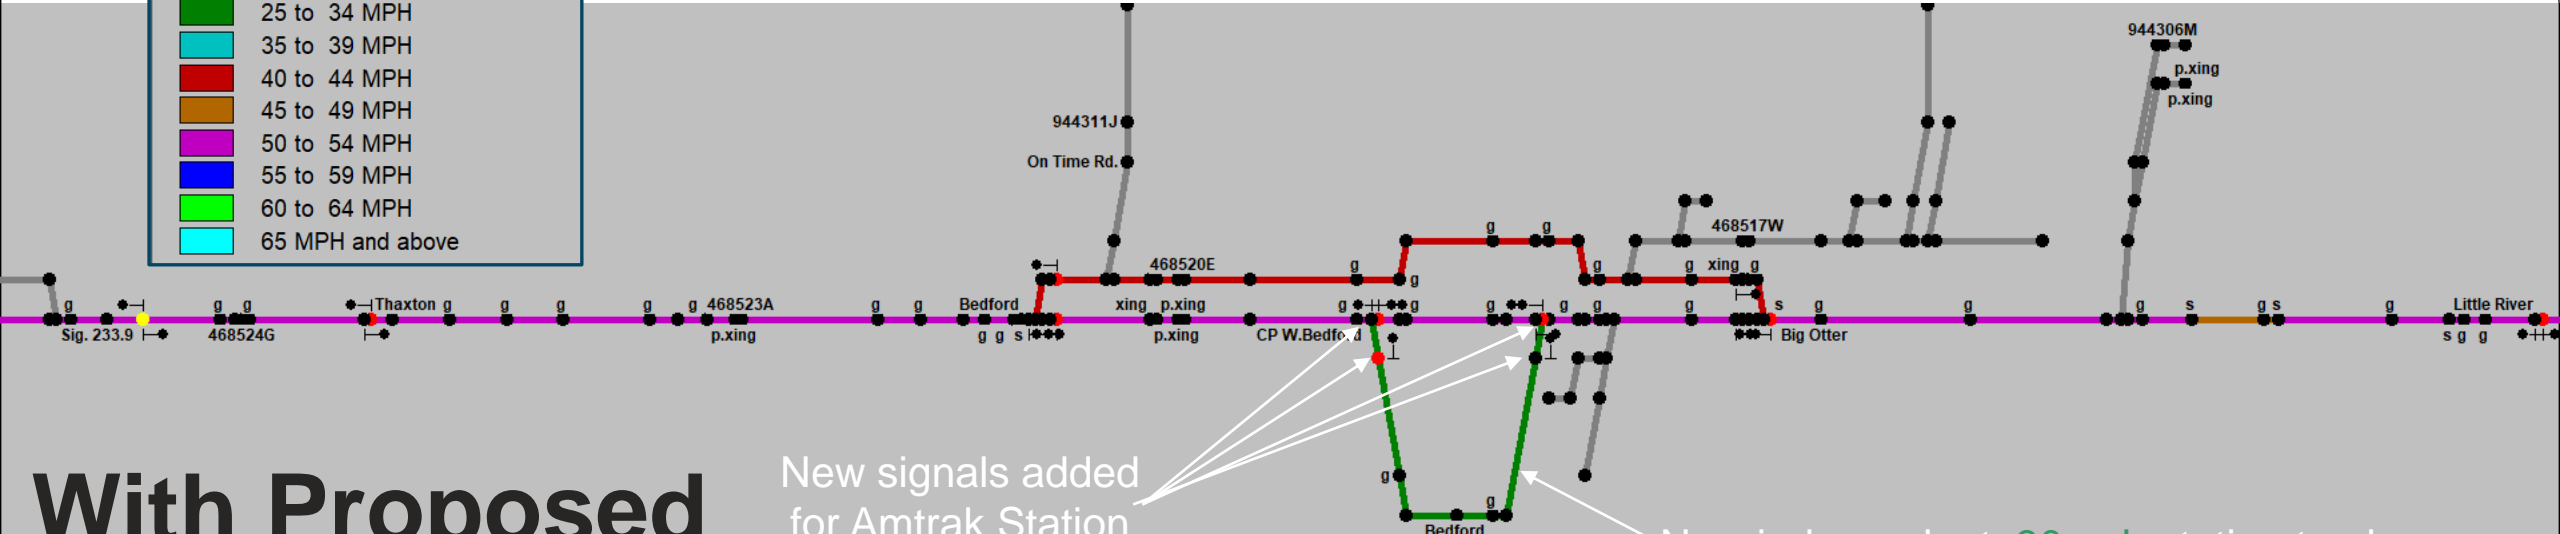 25 to 34 MPH
35 to 39 MPH
40 to 44 MPH
45 to 49 MPH
50 to 54 MPH
55 to 59 MPH
60 to 64 MPH
65 MPH and above
944306M
p.xing
p.xing
944311J
On Time Rd.
468517W
g g
468520E g g g g xing g
g g g Thaxton g g g g g 468523A g g Bedford xing p.xing g g g g g g s g g g s g s g Little River
Sig. 233.9 468524G p.xing g g s p.xing CP W.Bedford Big Otter s g g
g
g
Bedford
With Proposed
New signals added
for Amtrak Station